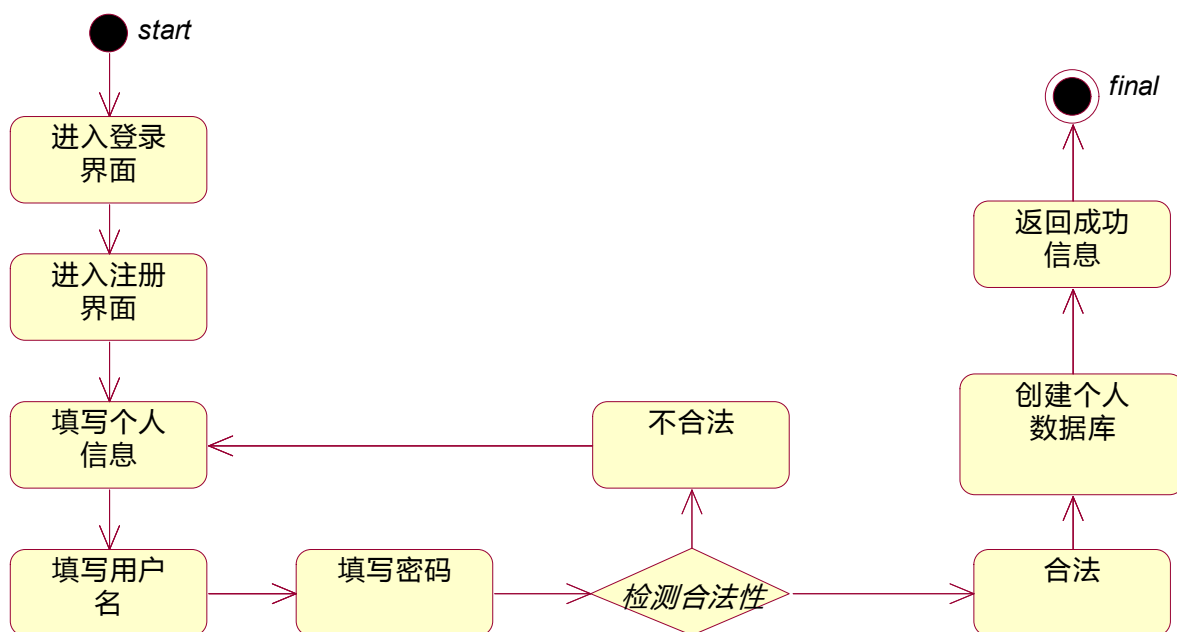 start
进入登录
界面
进入注册
界面
填写个人
信息
填写用户
名
填写密码
检测合法性
不合法
合法
创建个人
数据库
返回成功
信息
final